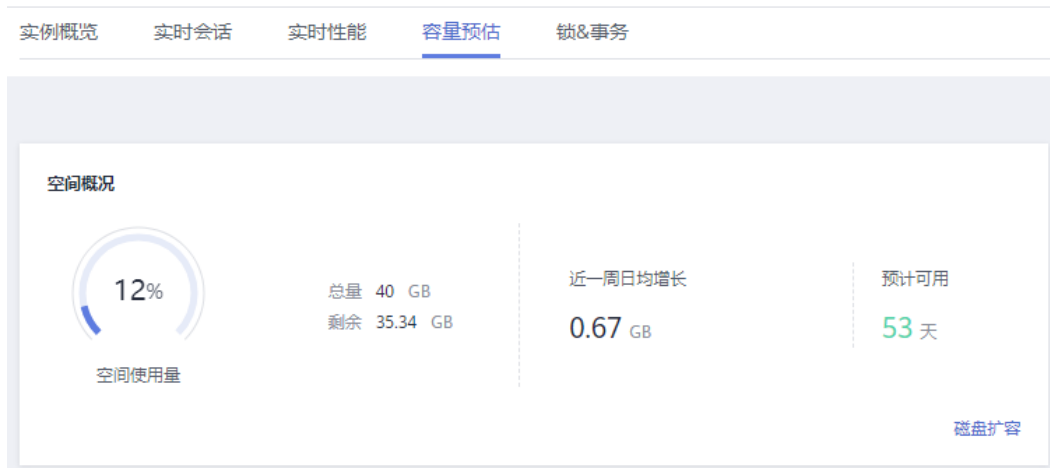 实例概览 实时会话 实时性能 容量预估 锁&事务
空间概况
12%
空间使用量
总量 40 GB
剩余 35.34 GB
近一周日均增长
0.67 GB
预计可用
53 天
磁盘扩容